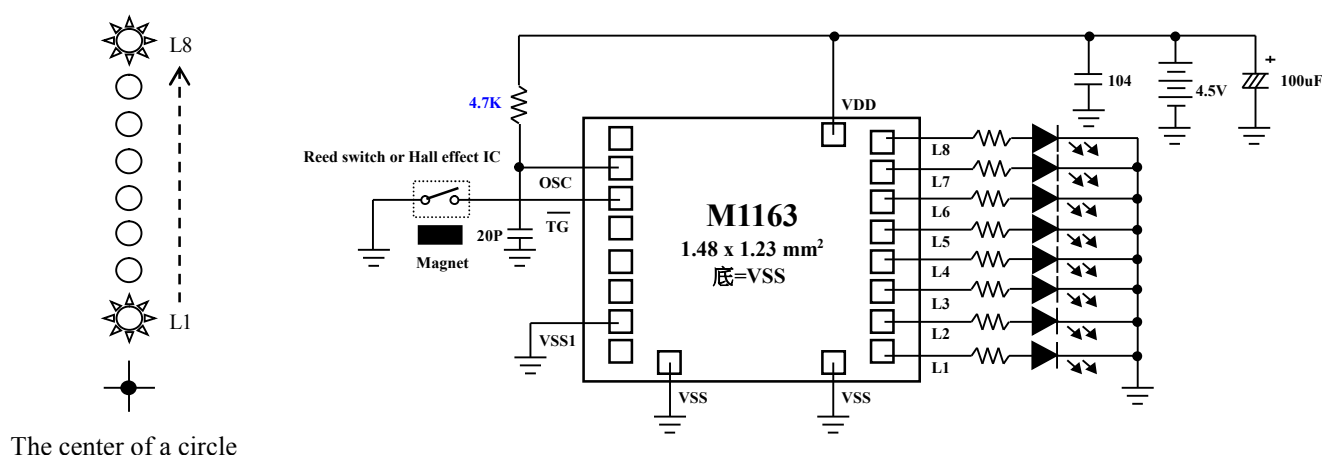 L8
L1
The center of a circle
4.7K
Reed switch or Hall effect IC
OSC
TG
20P
Magnet
VSS1
VSS
VSS
VDD
M1163
1.48 x 1.23 mm²
底=VSS
L8
L7
L6
L5
L4
L3
L2
L1
104
4.5V
+
100uF